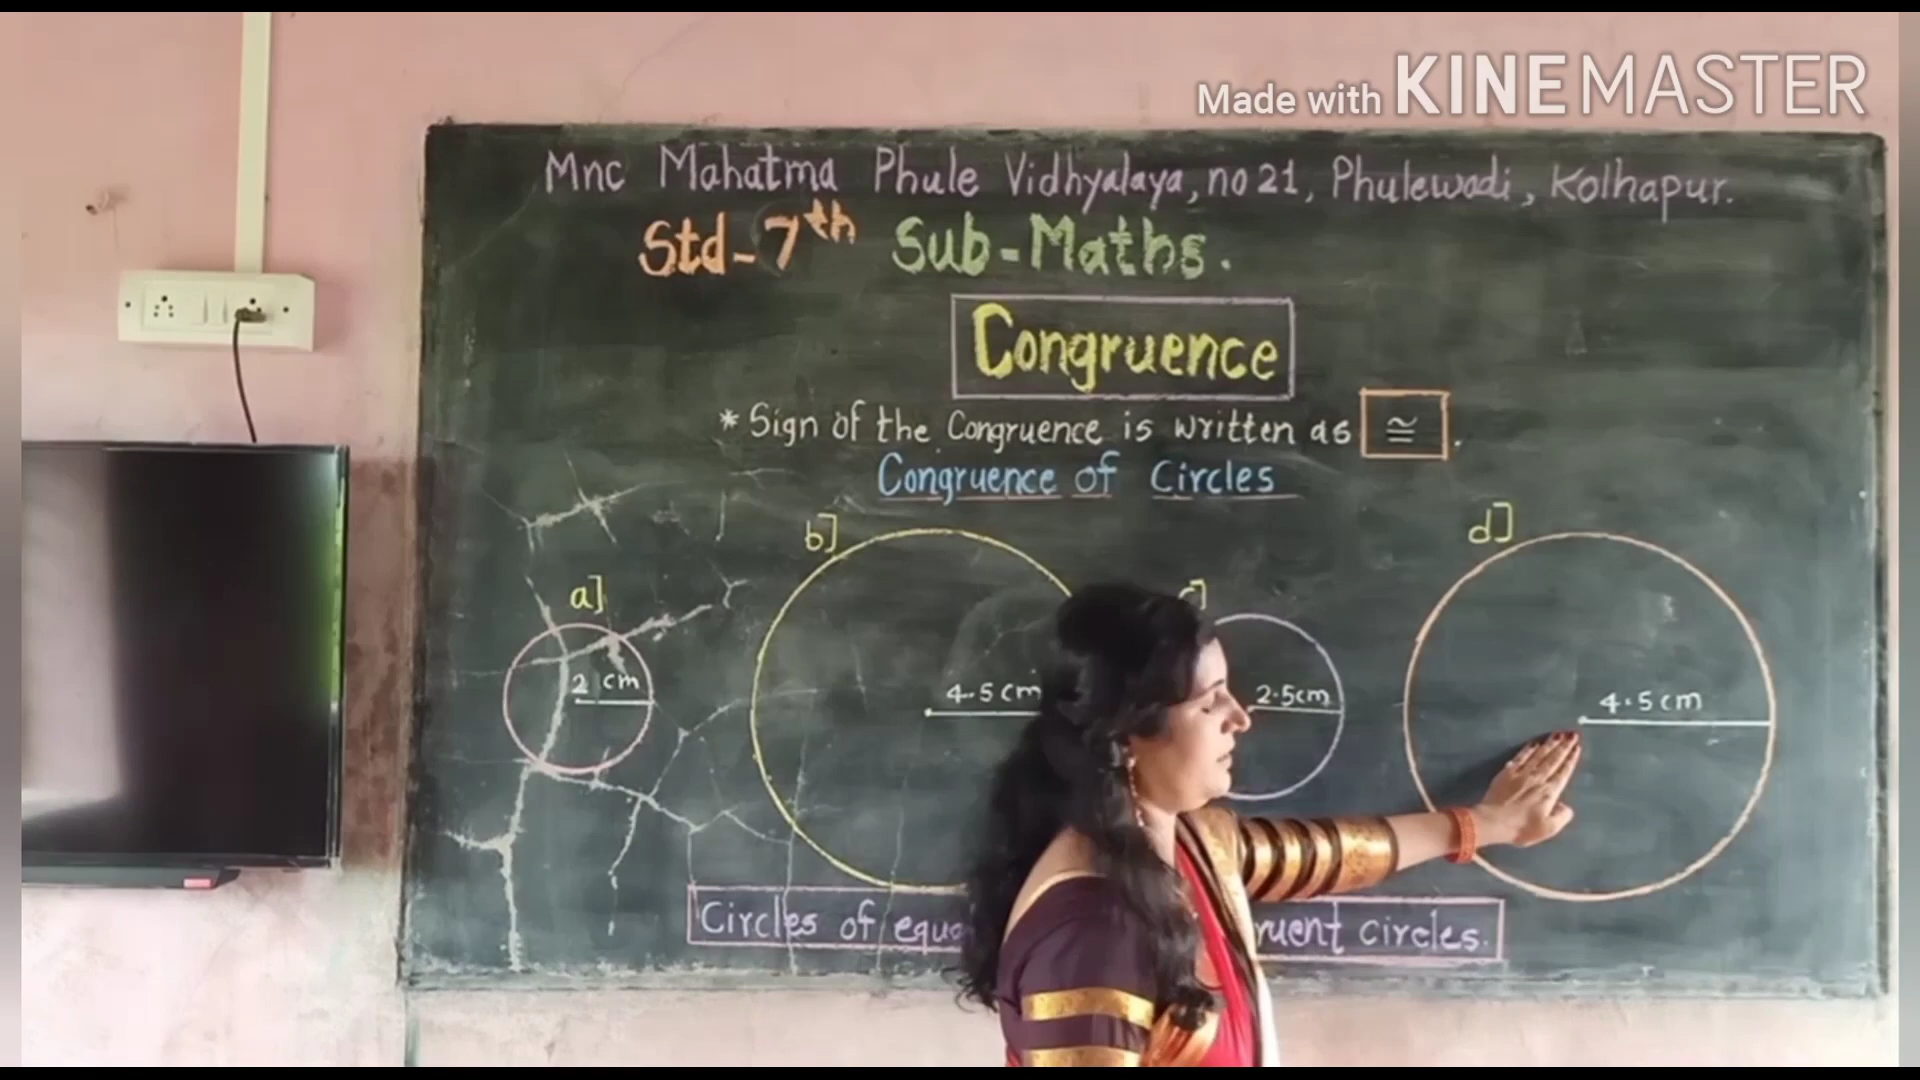 Made with KINEMASTER
Mnc Mahatma Phule Vidhyalaya, no 21, Phulewadi, Kolhapur.
Std-7th Sub-Maths.
Congruence
* Sign of the Congruence is written as ≅.
Congruence of Circles
a] b] d]
2 cm 4.5 cm 2.5cm 4.5 cm
Circles of circles.